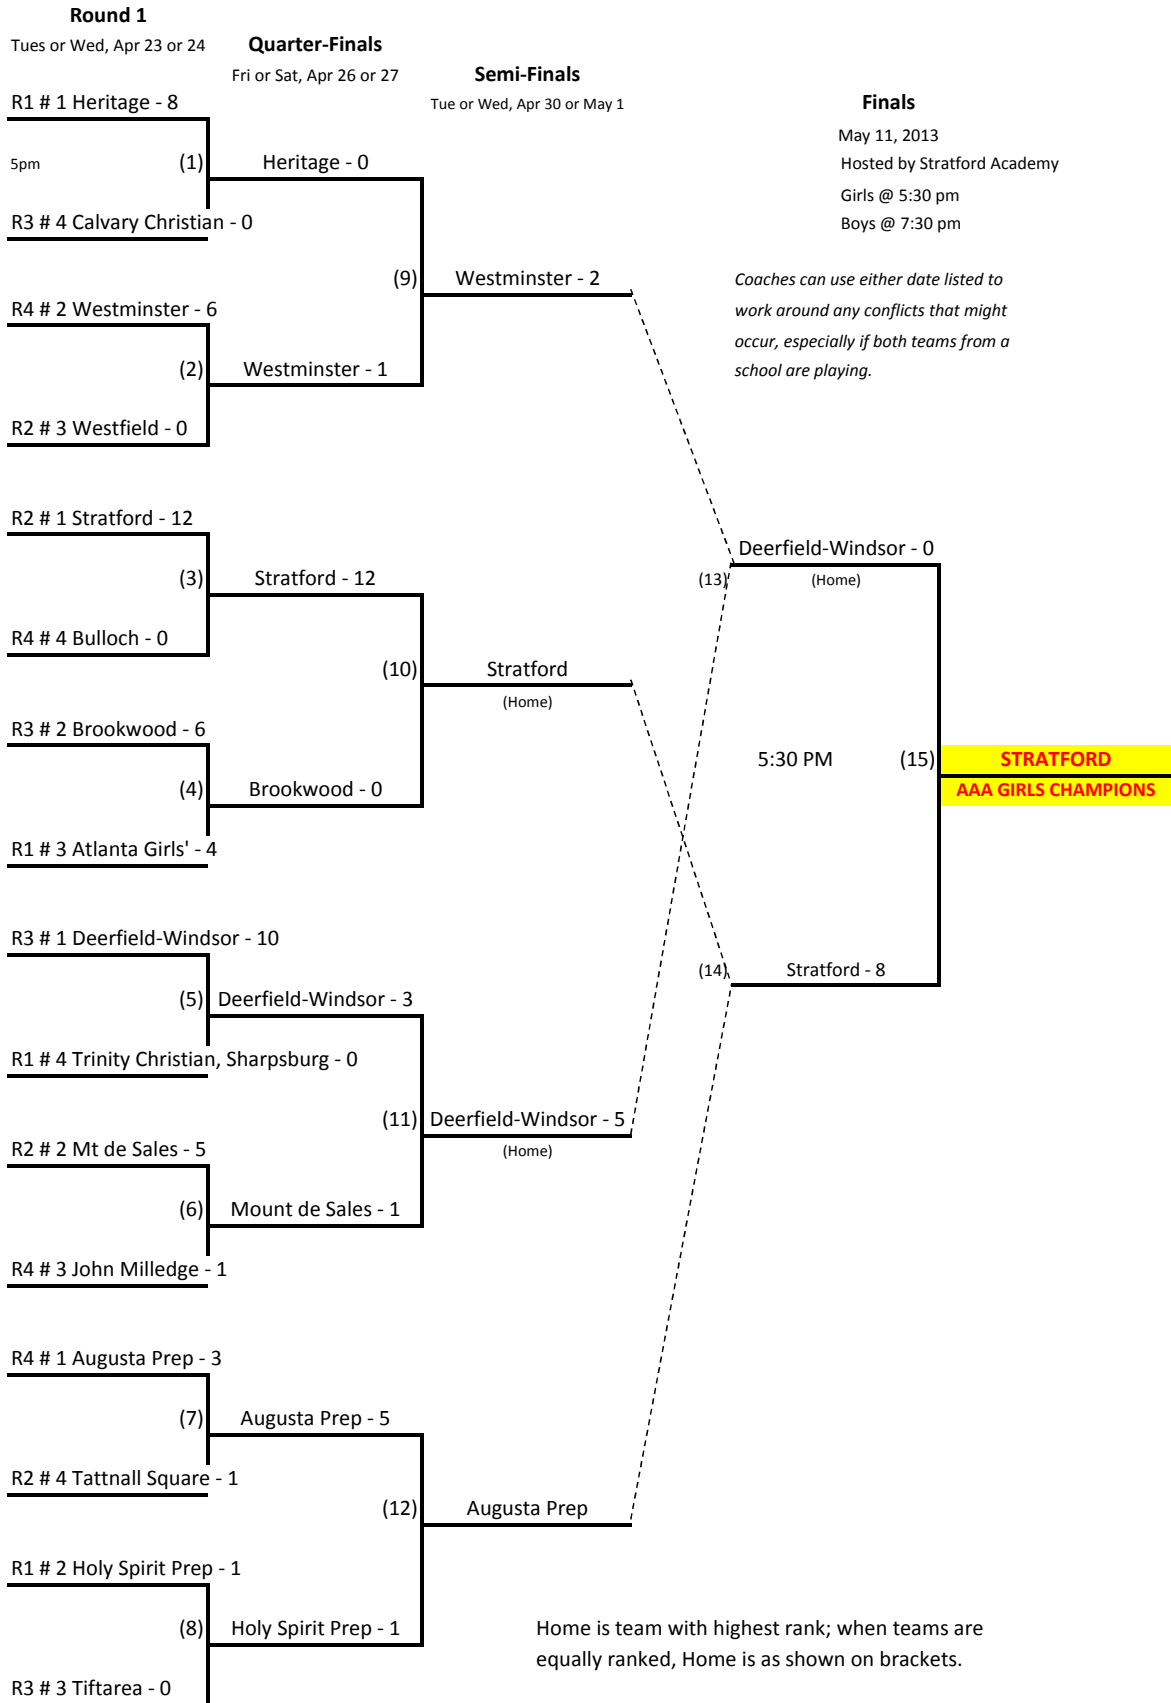 Round 1
Tues or Wed, Apr 23 or 24
Quarter-Finals
Fri or Sat, Apr 26 or 27
Semi-Finals
Tue or Wed, Apr 30 or May 1
Finals
May 11, 2013
Hosted by Stratford Academy
Girls @ 5:30 pm
Boys @ 7:30 pm
Coaches can use either date listed to
work around any conflicts that might
occur, especially if both teams from a
school are playing.
R1 # 1 Heritage - 8
5pm
(1)
R3 # 4 Calvary Christian - 0
R4 # 2 Westminster - 6
(2)
R2 # 3 Westfield - 0
R2 # 1 Stratford - 12
(3)
R4 # 4 Bulloch - 0
R3 # 2 Brookwood - 6
(4)
R1 # 3 Atlanta Girls' - 4
R3 # 1 Deerfield-Windsor - 10
(5)
R1 # 4 Trinity Christian, Sharpsburg - 0
R2 # 2 Mt de Sales - 5
(6)
R4 # 3 John Milledge - 1
R4 # 1 Augusta Prep - 3
(7)
R2 # 4 Tattnall Square - 1
R1 # 2 Holy Spirit Prep - 1
(8)
R3 # 3 Tiftarea - 0
Heritage - 0
(9)
Westminster - 1
Stratford - 12
(10)
Brookwood - 0
Deerfield-Windsor - 3
(11)
Mount de Sales - 1
Augusta Prep - 5
(12)
Holy Spirit Prep - 1
Westminster - 2
Stratford
(Home)
Deerfield-Windsor - 5
(Home)
Augusta Prep
Deerfield-Windsor - 0
(13)
(Home)
5:30 PM
(15)
(14)
Stratford - 8
STRATFORD
AAA GIRLS CHAMPIONS
Home is team with highest rank; when teams are
equally ranked, Home is as shown on brackets.